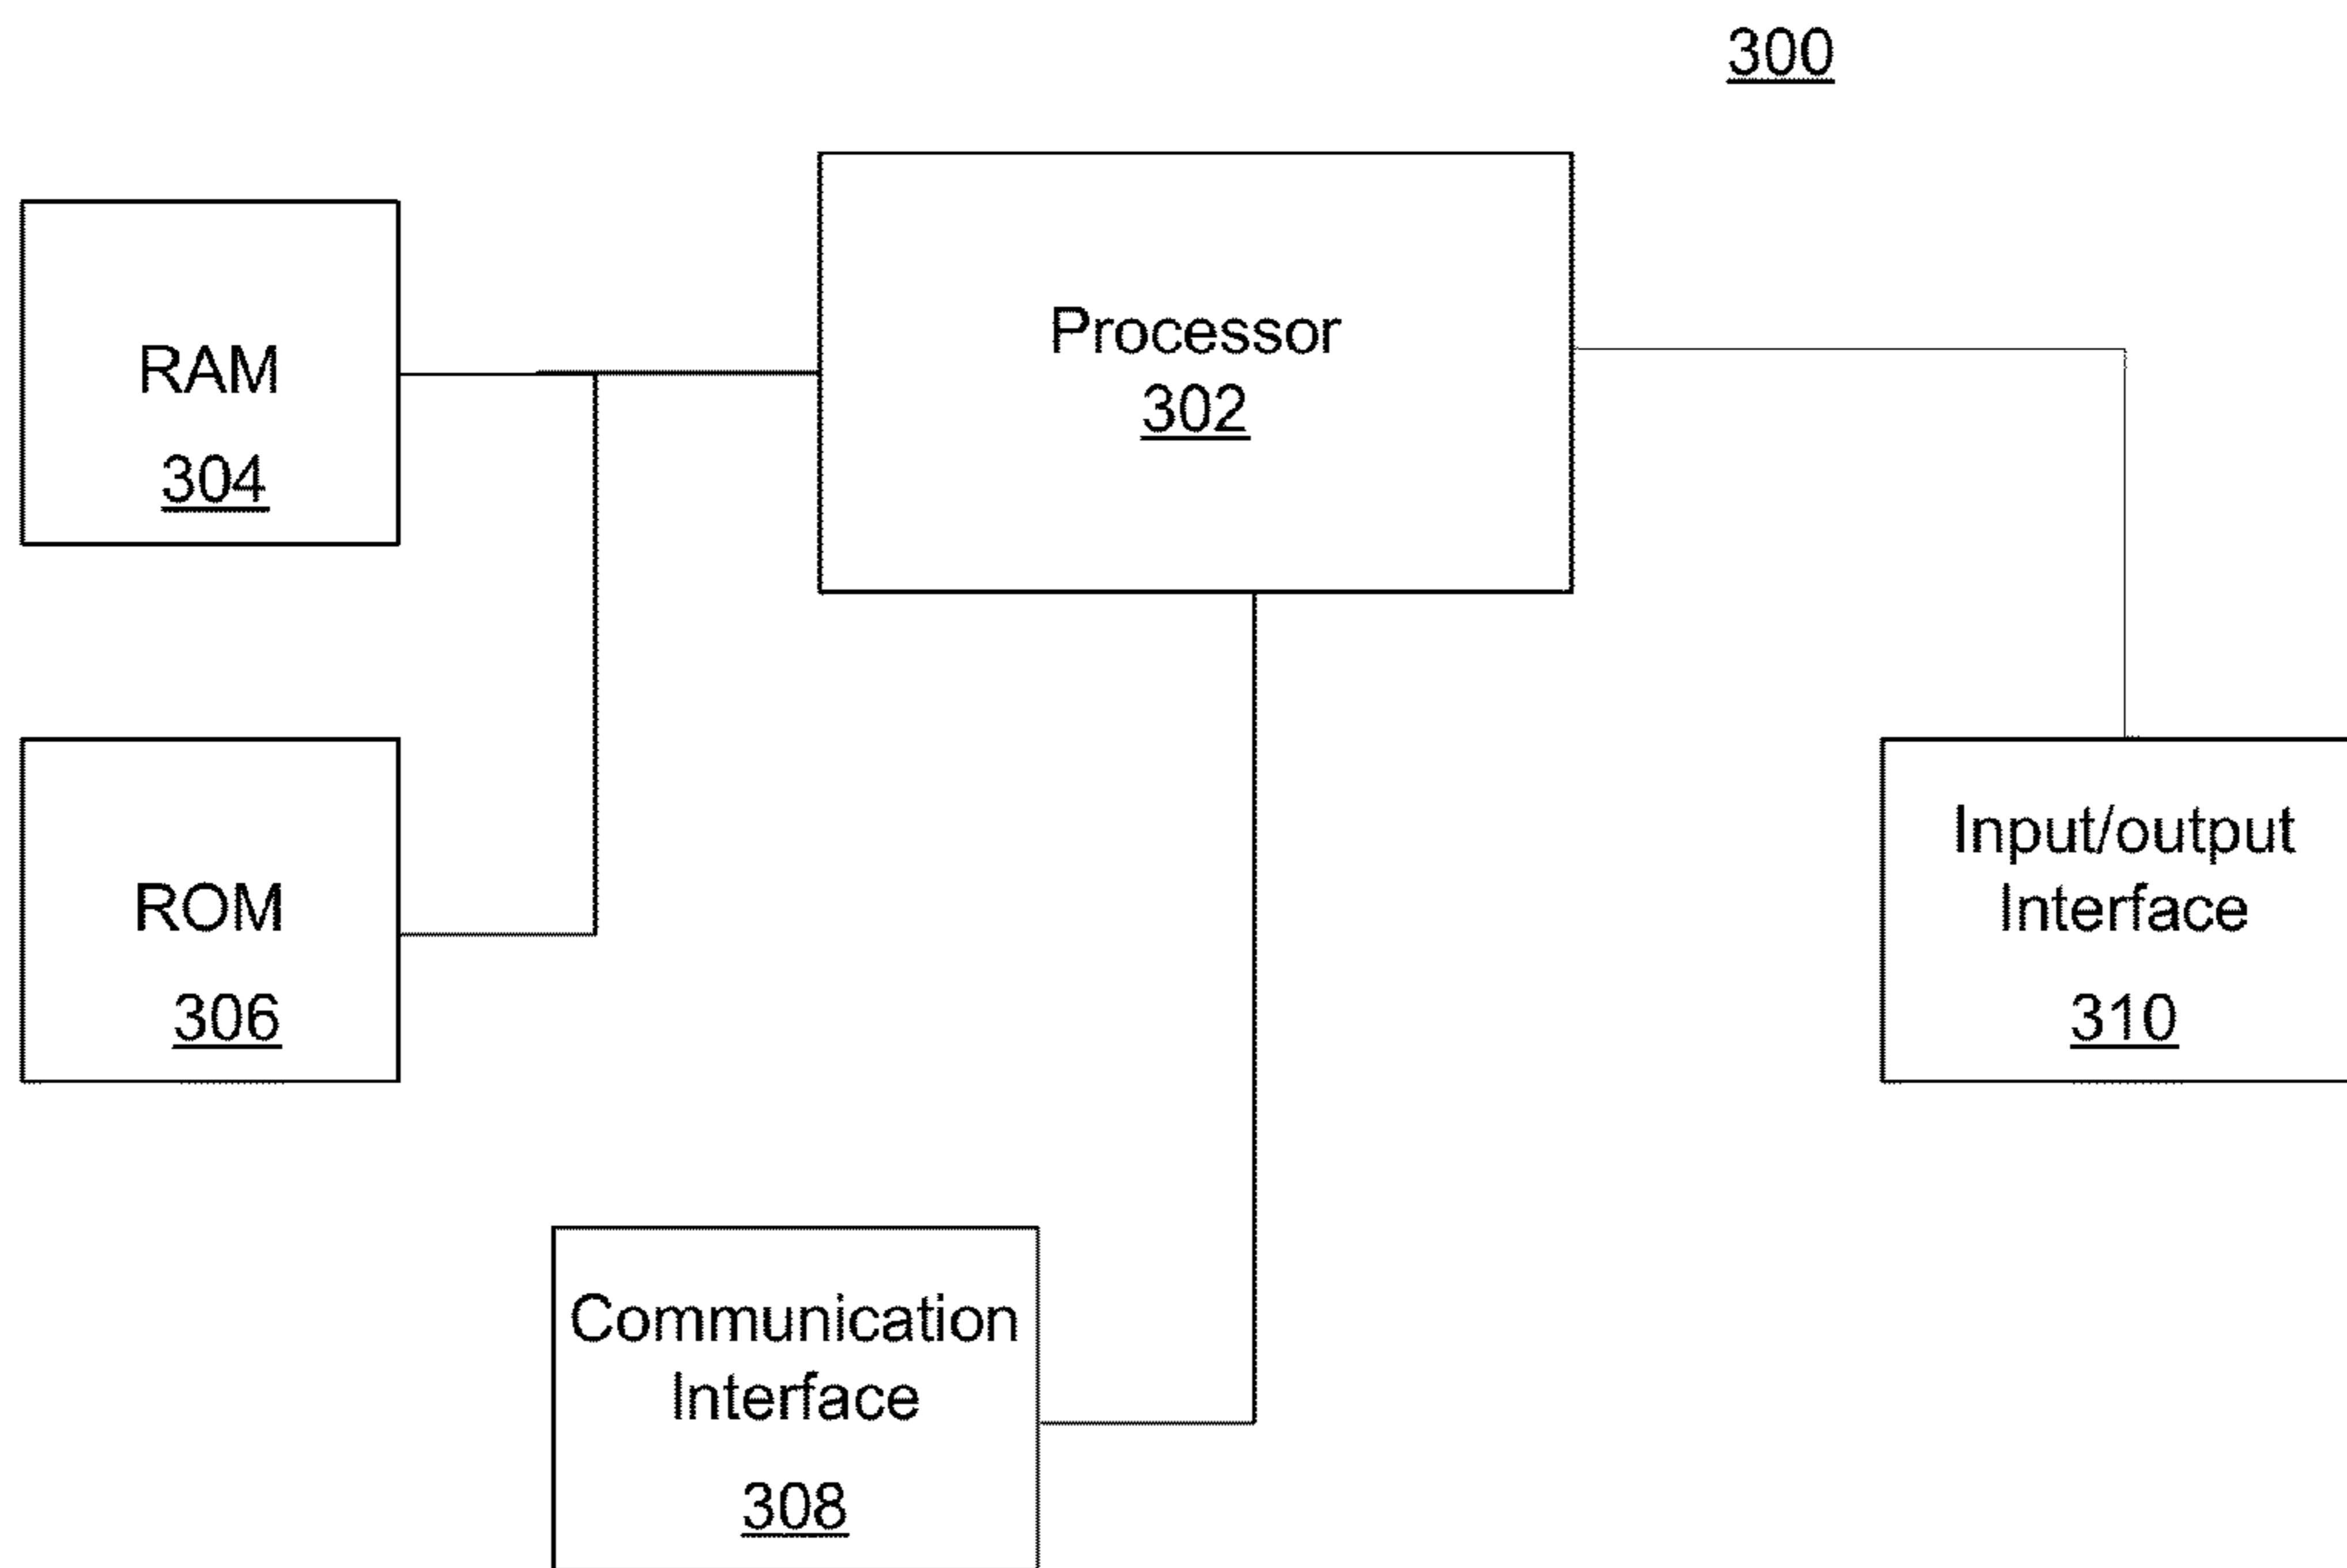 300
Processor
302
RAM
304
ROM
306
Input/output
Interface
310
Communication
Interface
308